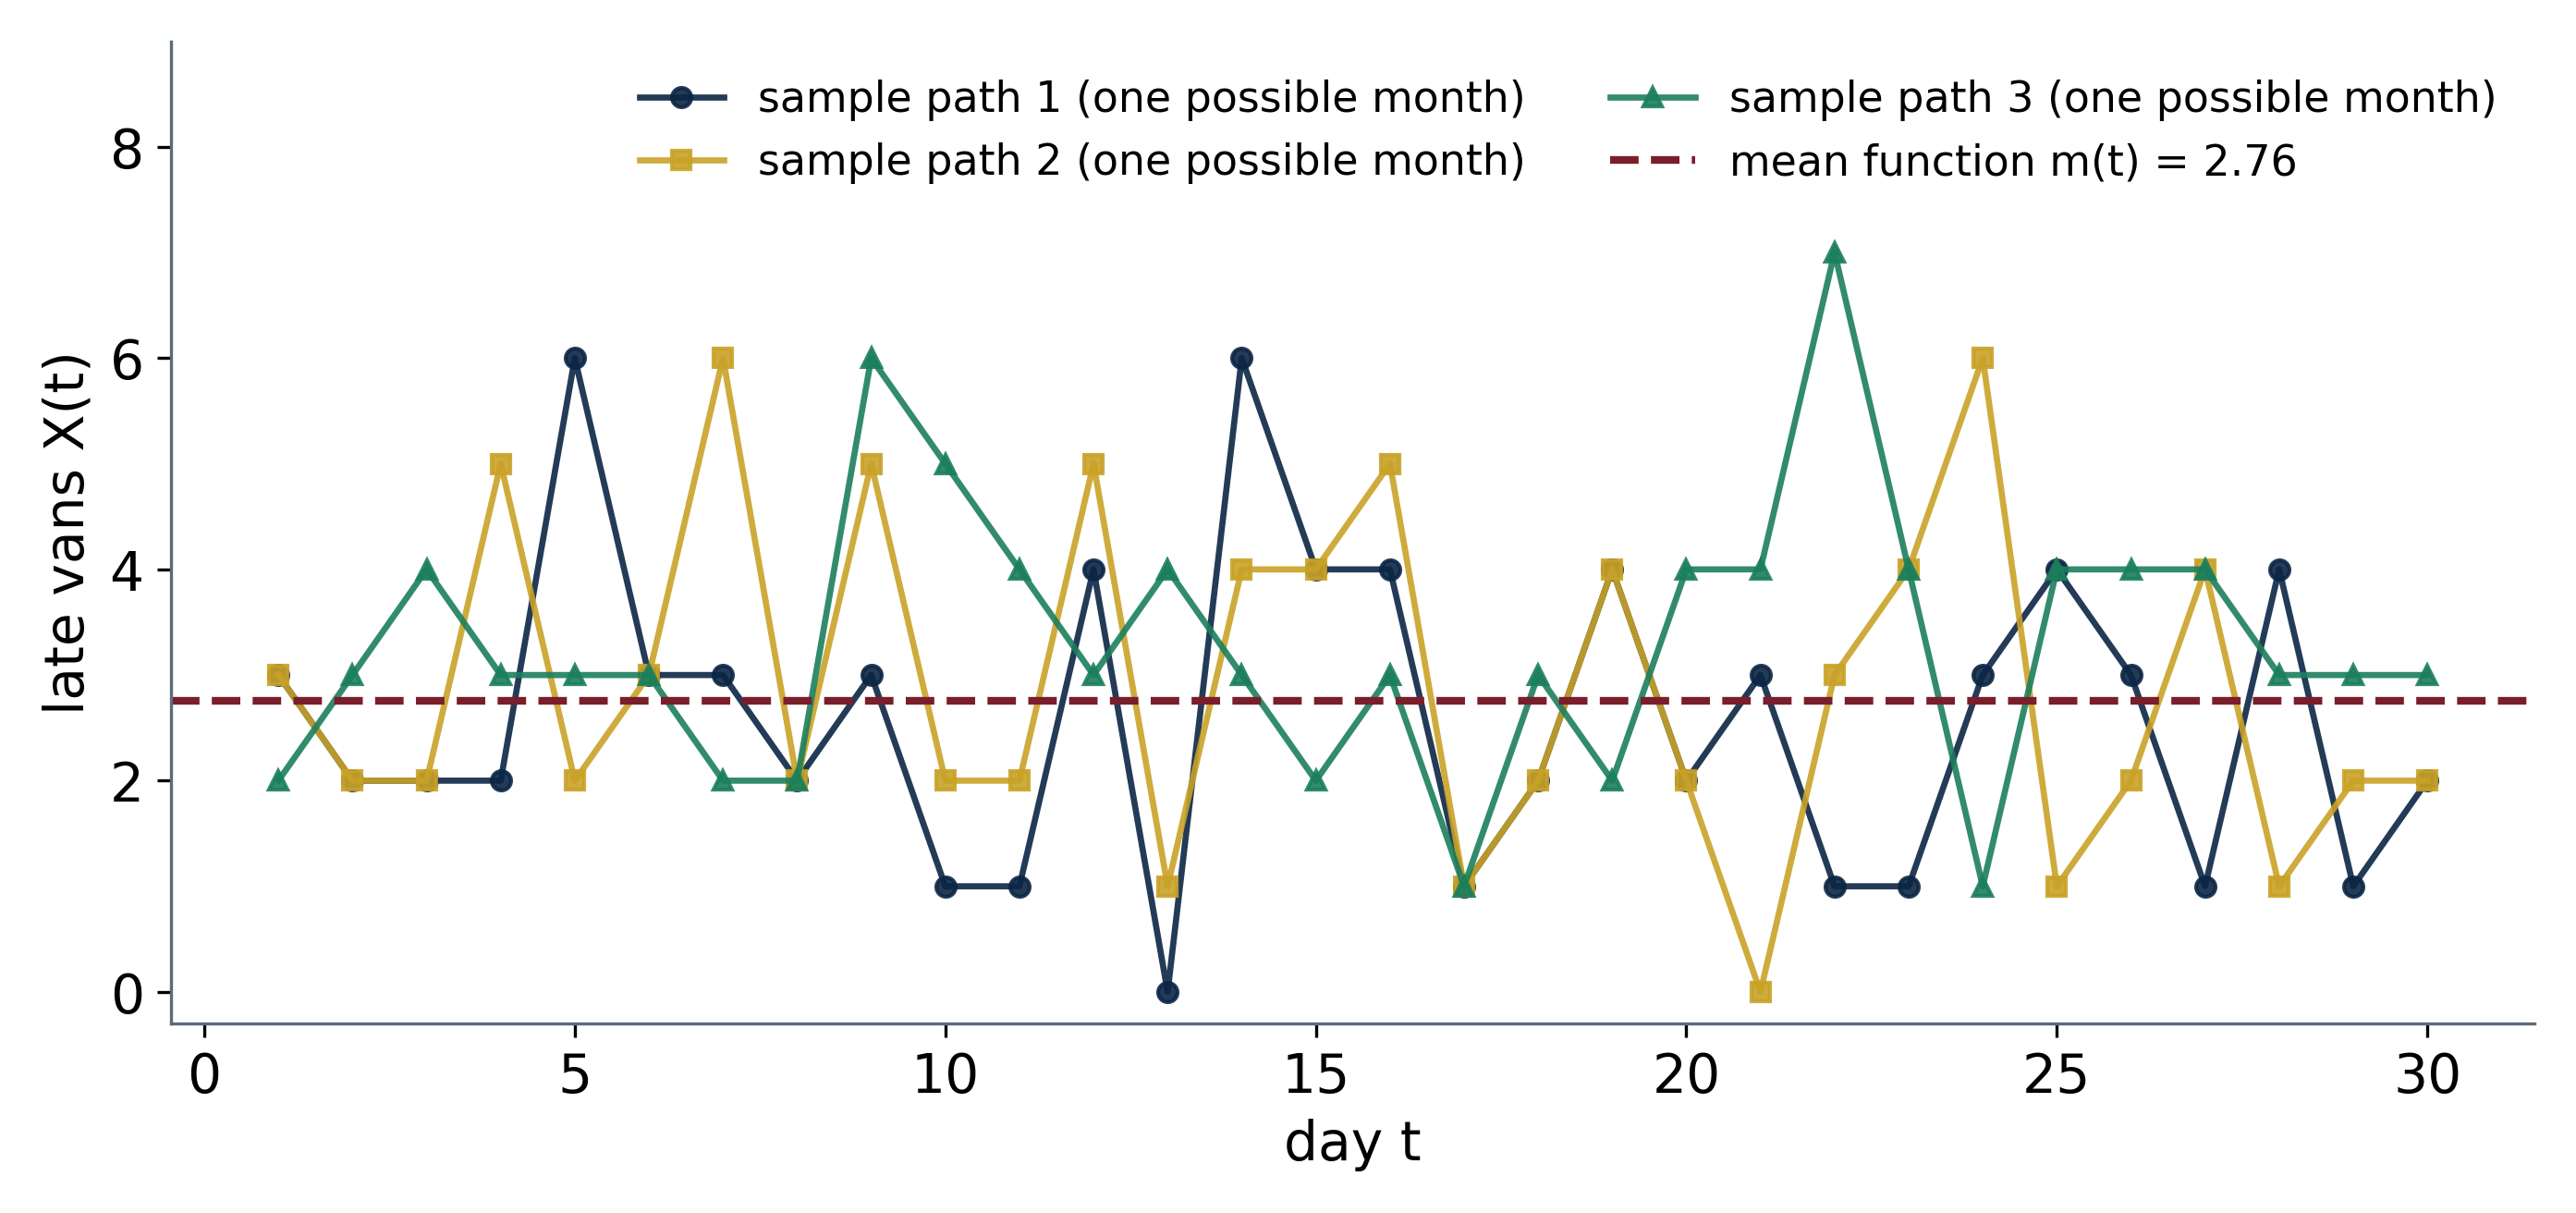 sample path 1 (one possible month)
sample path 2 (one possible month)
sample path 3 (one possible month)
mean function m(t) = 2.76
late vans X(t)
8
6
4
2
0
0 5 10 15 20 25 30
day t